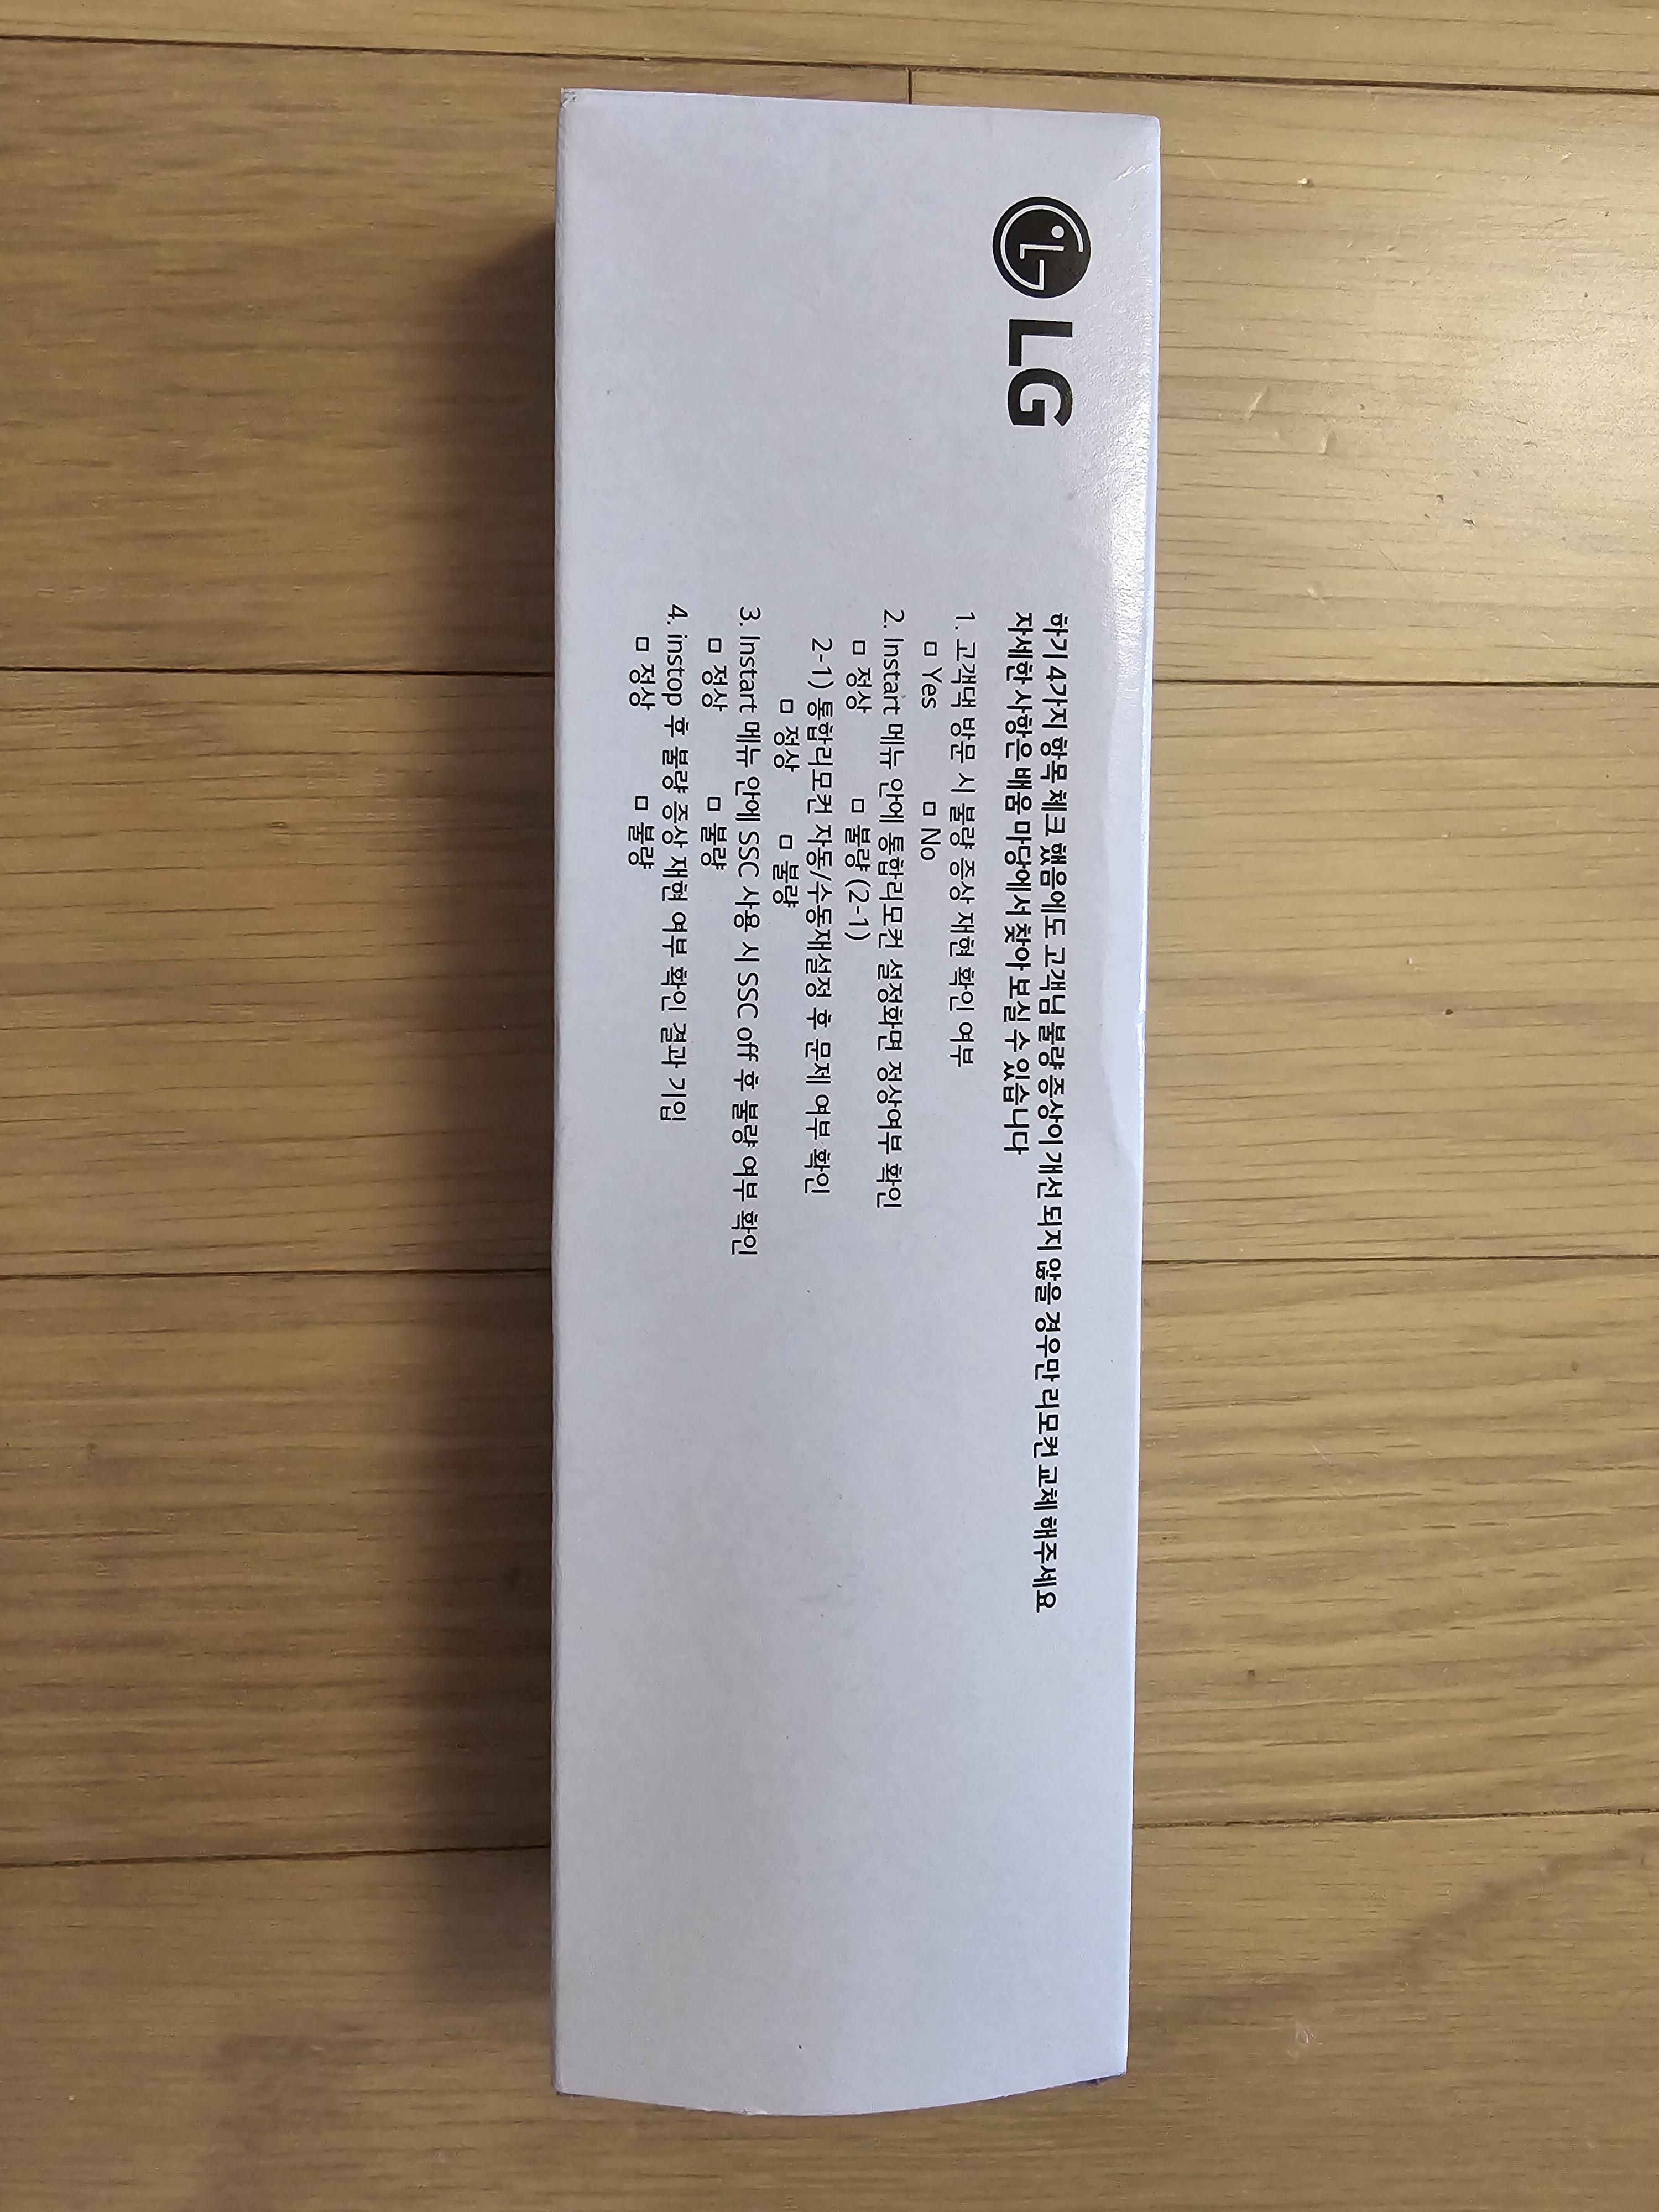 LG
하기 4가지 항목 체크 했음에도 고객님 불량 증상이 개선 되지 않을 경우만 리모컨 교체 해주세요
자세한 사항은 배움 마당에서 찾아 보실 수 있습니다
1. 고객댁 방문 시 불량 증상 재현 확인 여부
□ Yes □ No
2. Instart 메뉴 안에 통합리모컨 설정화면 정상여부 확인
□ 정상 □ 불량 (2-1)
2-1) 통합리모컨 자동/수동재설정 후 문제 여부 확인
□ 정상 □ 불량
3. Instart 메뉴 안에 SSC 사용 시 SSC off 후 불량 여부 확인
□ 정상 □ 불량
4. instop 후 불량 증상 재현 여부 확인 결과 기입
□ 정상 □ 불량